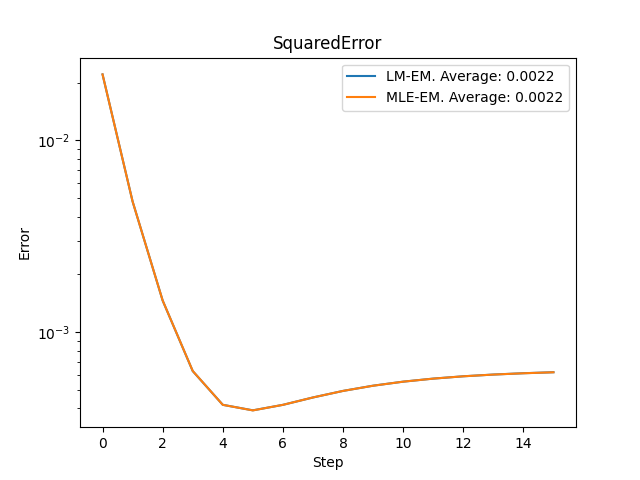 SquaredError
LM-EM. Average: 0.0022
MLE-EM. Average: 0.0022
10⁻²
10⁻³
Error
0 2 4 6 8 10 12 14
Step